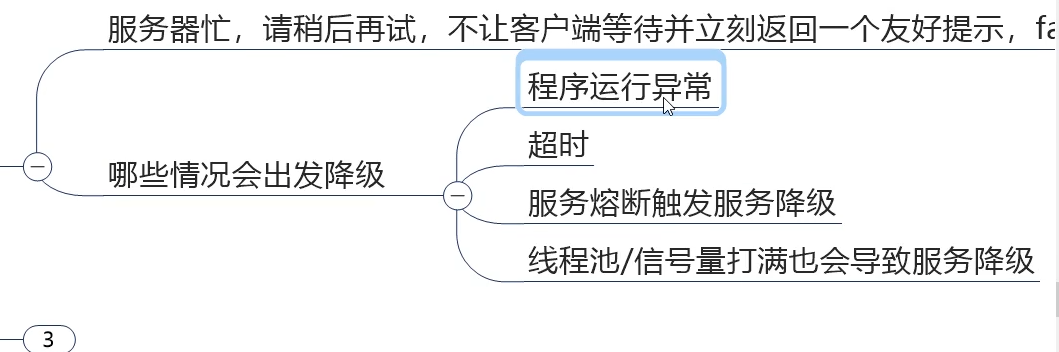 服务器忙，请稍后再试，不让客户端等待并立刻返回一个友好提示，fa
程序运行异常
超时
哪些情况会出发降级
服务熔断触发服务降级
线程池/信号量打满也会导致服务降级
3